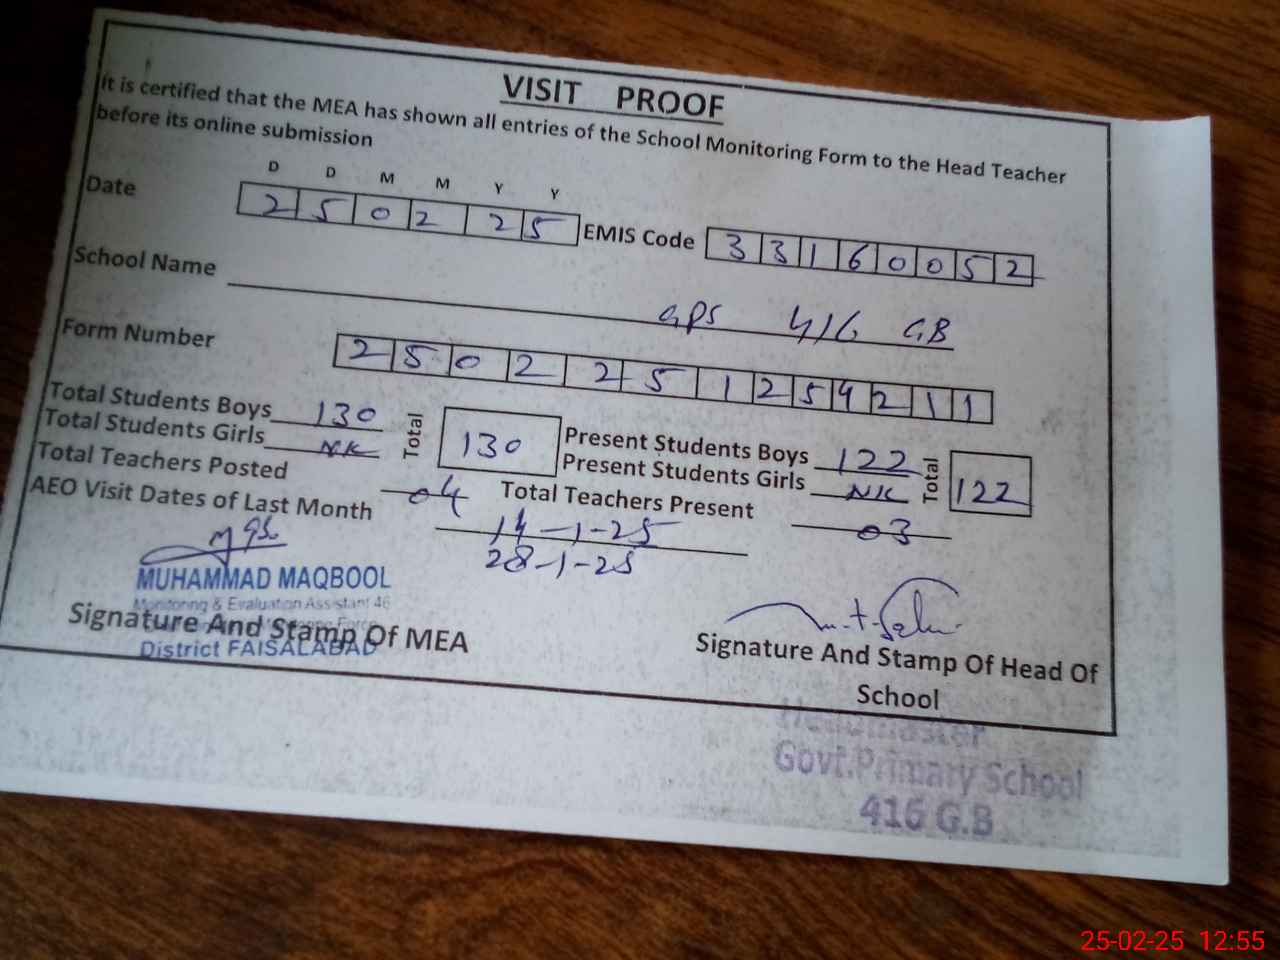 VISIT PROOF
It is certified that the MEA has shown all entries of the School Monitoring Form to the Head Teacher
before its online submission
D D M M Y Y
Date 2 5 0 2 2 5 EMIS Code 3 3 1 6 0 0 5 2
School Name GPS 416 GB
Form Number 2 5 0 2 2 5 1 2 5 4 2 1 1
Total Students Boys 130 Total 130 Present Students Boys 122 Total 122
Total Students Girls NK Present Students Girls NK
Total Teachers Posted 04 Total Teachers Present 03
AEO Visit Dates of Last Month 14-1-25
28-1-25
MUHAMMAD MAQBOOL
Monitoring & Evaluation Assistant 46
Signature And Stamp Of MEA
District FAISALABAD
Signature And Stamp Of Head Of
School
Headmaster
Govt.Primary School
416 G.B
25-02-25 12:55